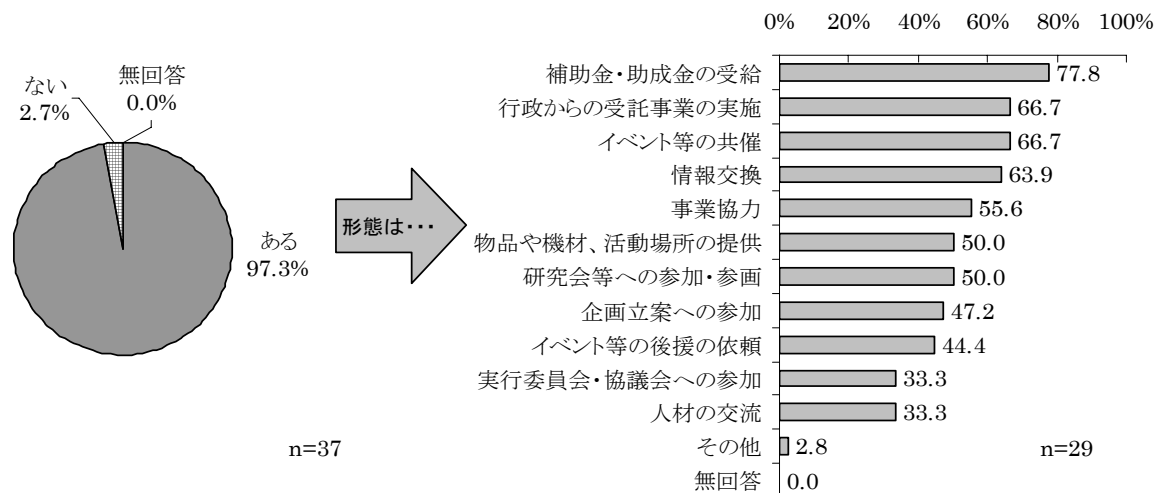 ない
2.7%
無回答
0.0%
ある
97.3%
n=37
形態は・・・
0% 20% 40% 60% 80% 100%
補助金・助成金の受給 77.8
行政からの受託事業の実施 66.7
イベント等の共催 66.7
情報交換 63.9
事業協力 55.6
物品や機材、活動場所の提供 50.0
研究会等への参加・参画 50.0
企画立案への参加 47.2
イベント等の後援の依頼 44.4
実行委員会・協議会への参加 33.3
人材の交流 33.3
その他 2.8
n=29
無回答 0.0